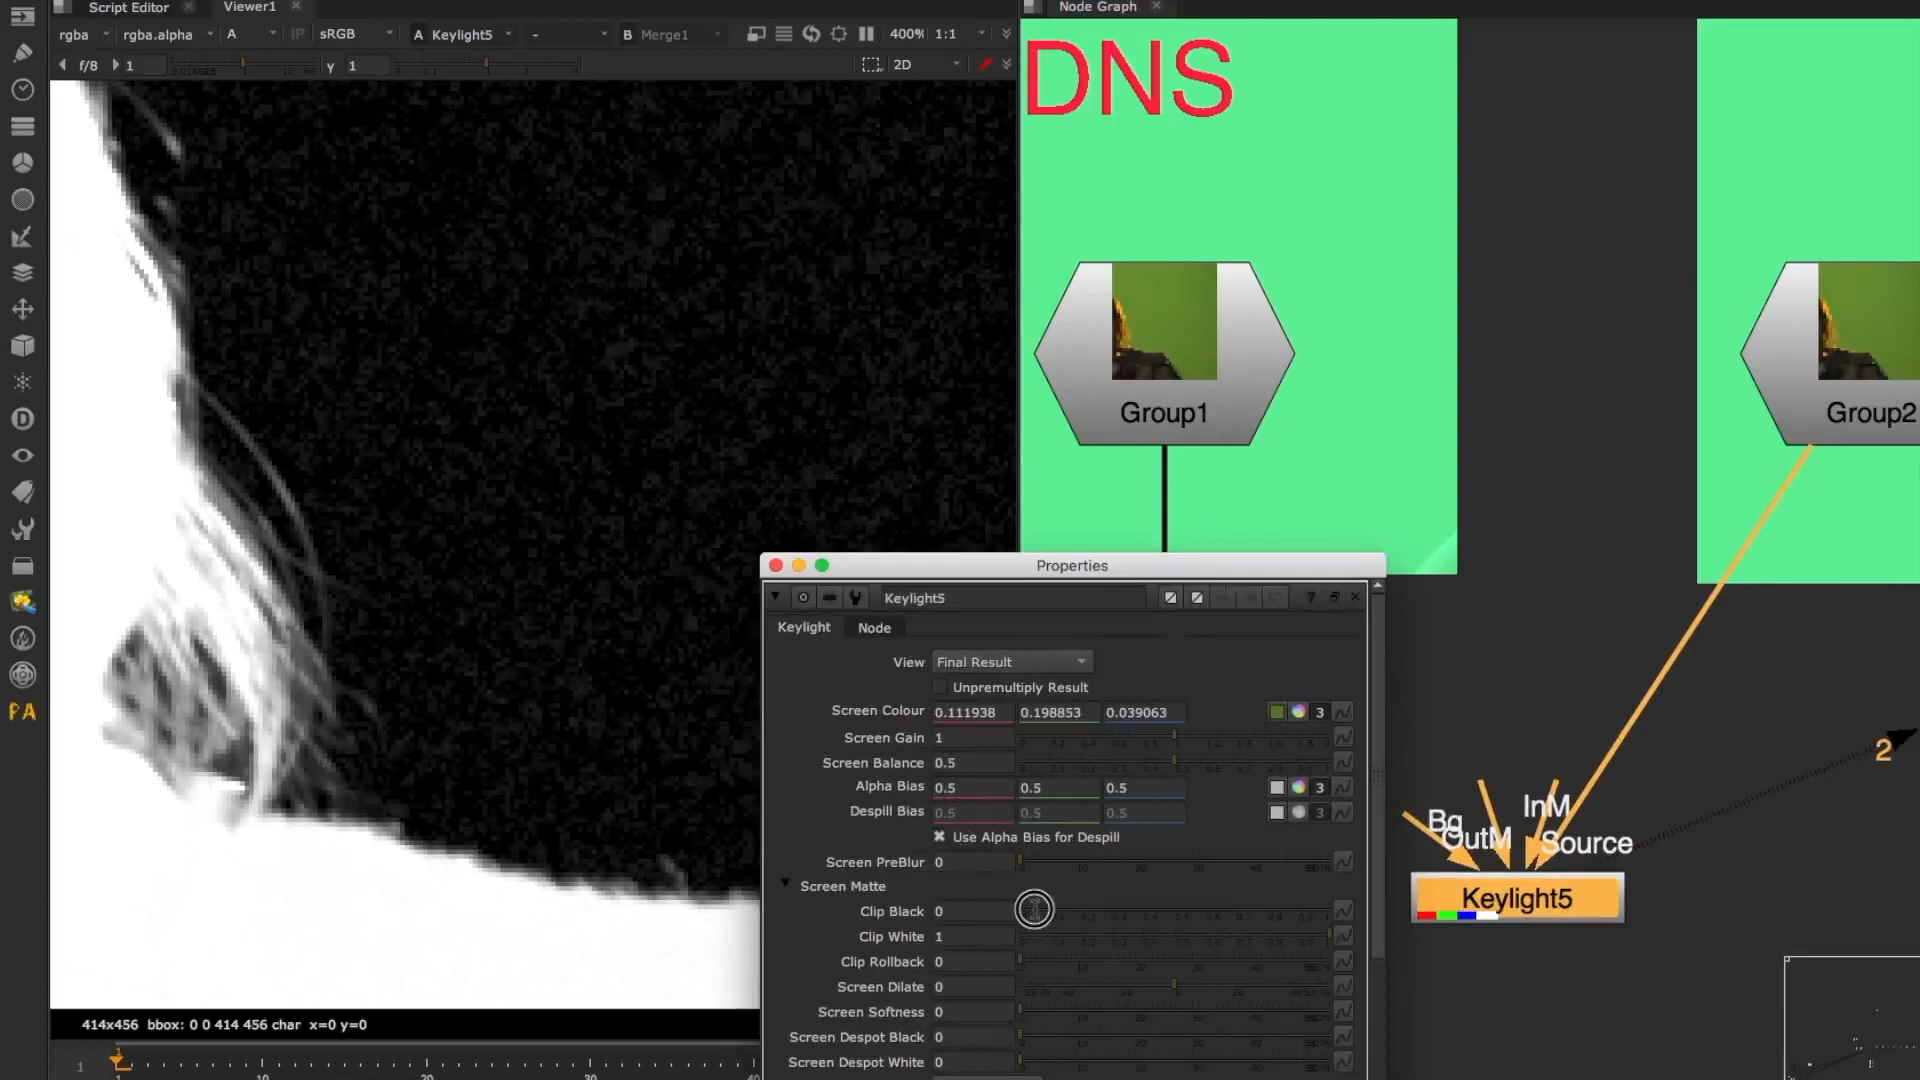 Script Editor
Viewer1
rgba
rgba.alpha
A
IP
sRGB
A Keylight5
-
B Merge1
400%
1:1
f/8
1
y
1
2D
D
PA
414x456 bbox: 0 0 414 456 char x=0 y=0
1
1
1
10
20
30
Node Graph
DNS
Group1
Group2
Bg
OutM
InM
Source
2
Keylight5
Properties
Keylight5
?
Keylight
Node
View
Final Result
Unpremultiply Result
Screen Colour
0.111938
0.198853
0.039063
3
Screen Gain
1
Screen Balance
0.5
Alpha Bias
0.5
0.5
0.5
3
Despill Bias
0.5
0.5
0.5
3
Use Alpha Bias for Despill
Screen PreBlur
0
Screen Matte
Clip Black
0
Clip White
1
Clip Rollback
0
Screen Dilate
0
Screen Softness
0
Screen Despot Black
0
Screen Despot White
0